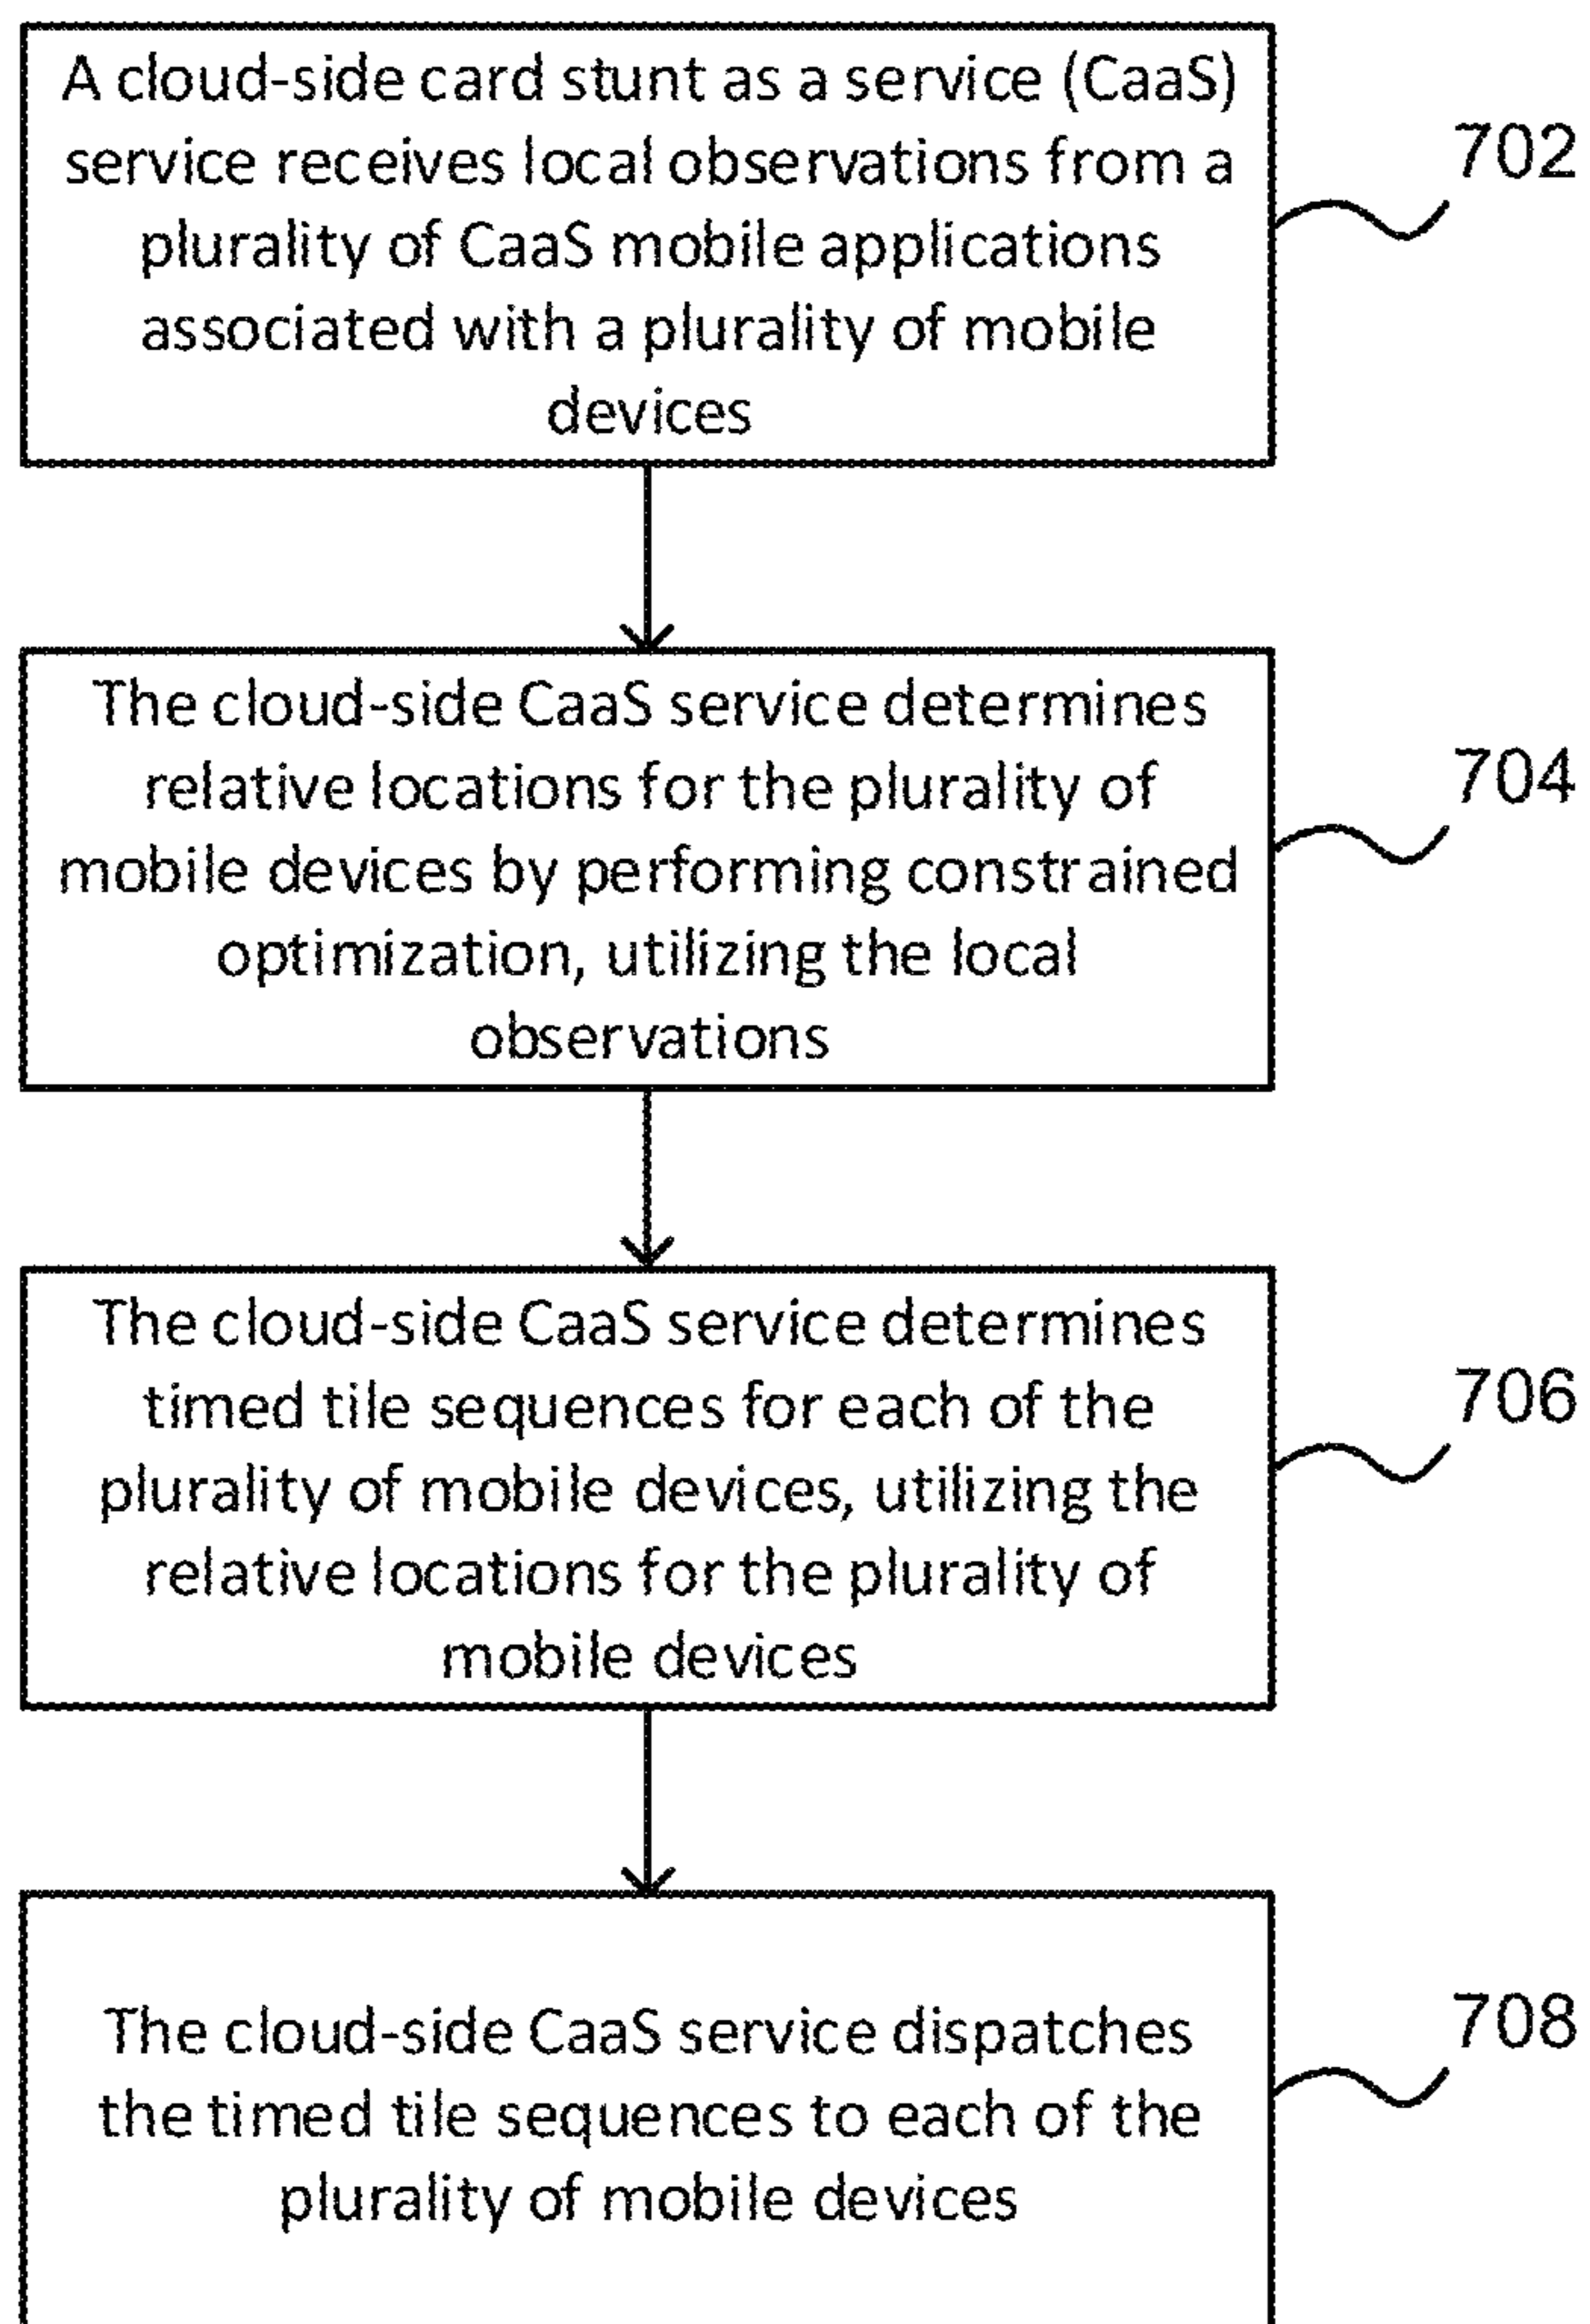 A cloud-side card stunt as a service (CaaS)
service receives local observations from a
plurality of CaaS mobile applications
associated with a plurality of mobile
devices
702
The cloud-side CaaS service determines
relative locations for the plurality of
mobile devices by performing constrained
optimization, utilizing the local
observations
704
The cloud-side CaaS service determines
timed tile sequences for each of the
plurality of mobile devices, utilizing the
relative locations for the plurality of
mobile devices
706
The cloud-side CaaS service dispatches
the timed tile sequences to each of the
plurality of mobile devices
708